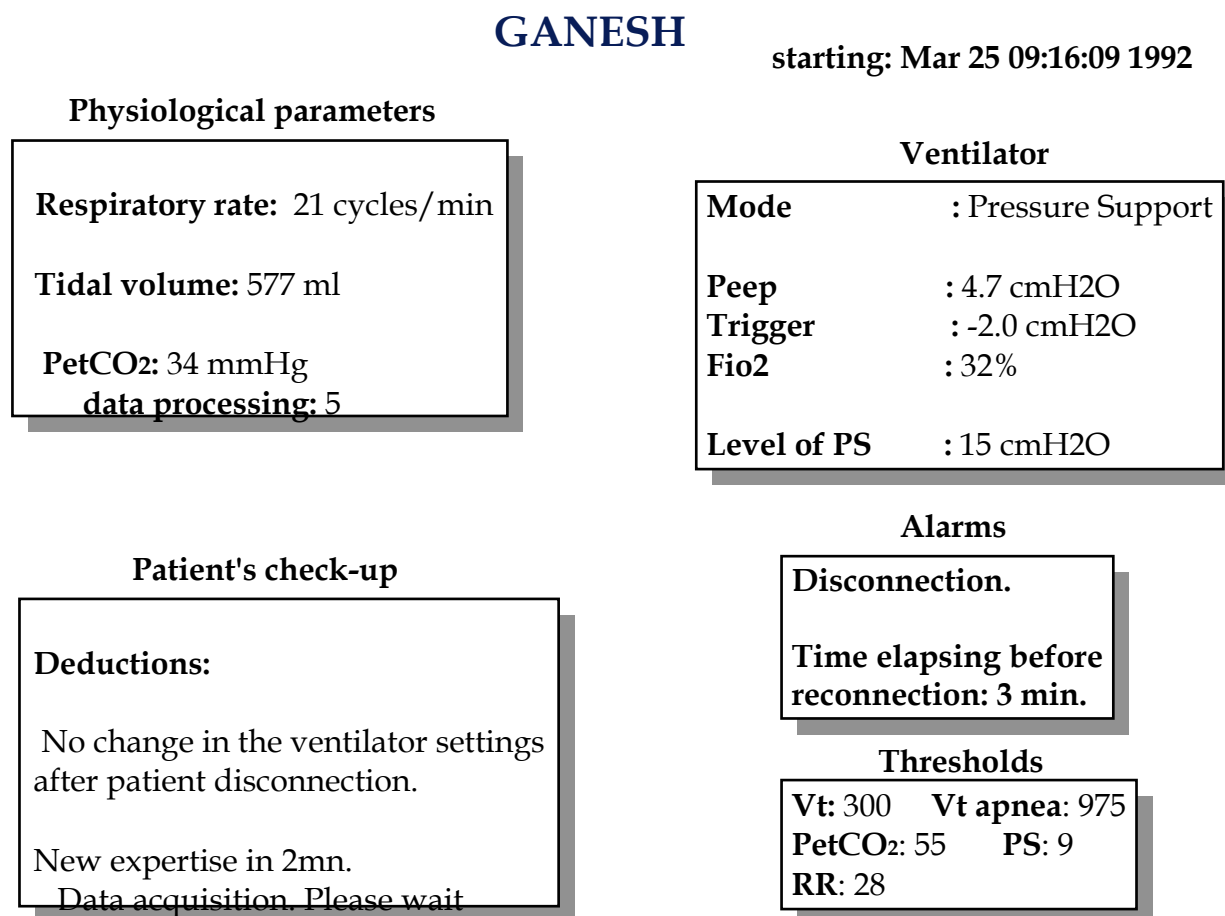 GANESH
starting: Mar 25 09:16:09 1992
Physiological parameters
Respiratory rate: 21 cycles/min
Tidal volume: 577 ml
PetCO2: 34 mmHg
data processing: 5
Ventilator
Mode : Pressure Support
Peep : 4.7 cmH2O
Trigger : -2.0 cmH2O
Fio2 : 32%
Level of PS : 15 cmH2O
Patient's check-up
Deductions:
No change in the ventilator settings
after patient disconnection.
New expertise in 2mn.
Data acquisition. Please wait
Alarms
Disconnection.
Time elapsing before
reconnection: 3 min.
Thresholds
Vt: 300 Vt apnea: 975
PetCO2: 55 PS: 9
RR: 28